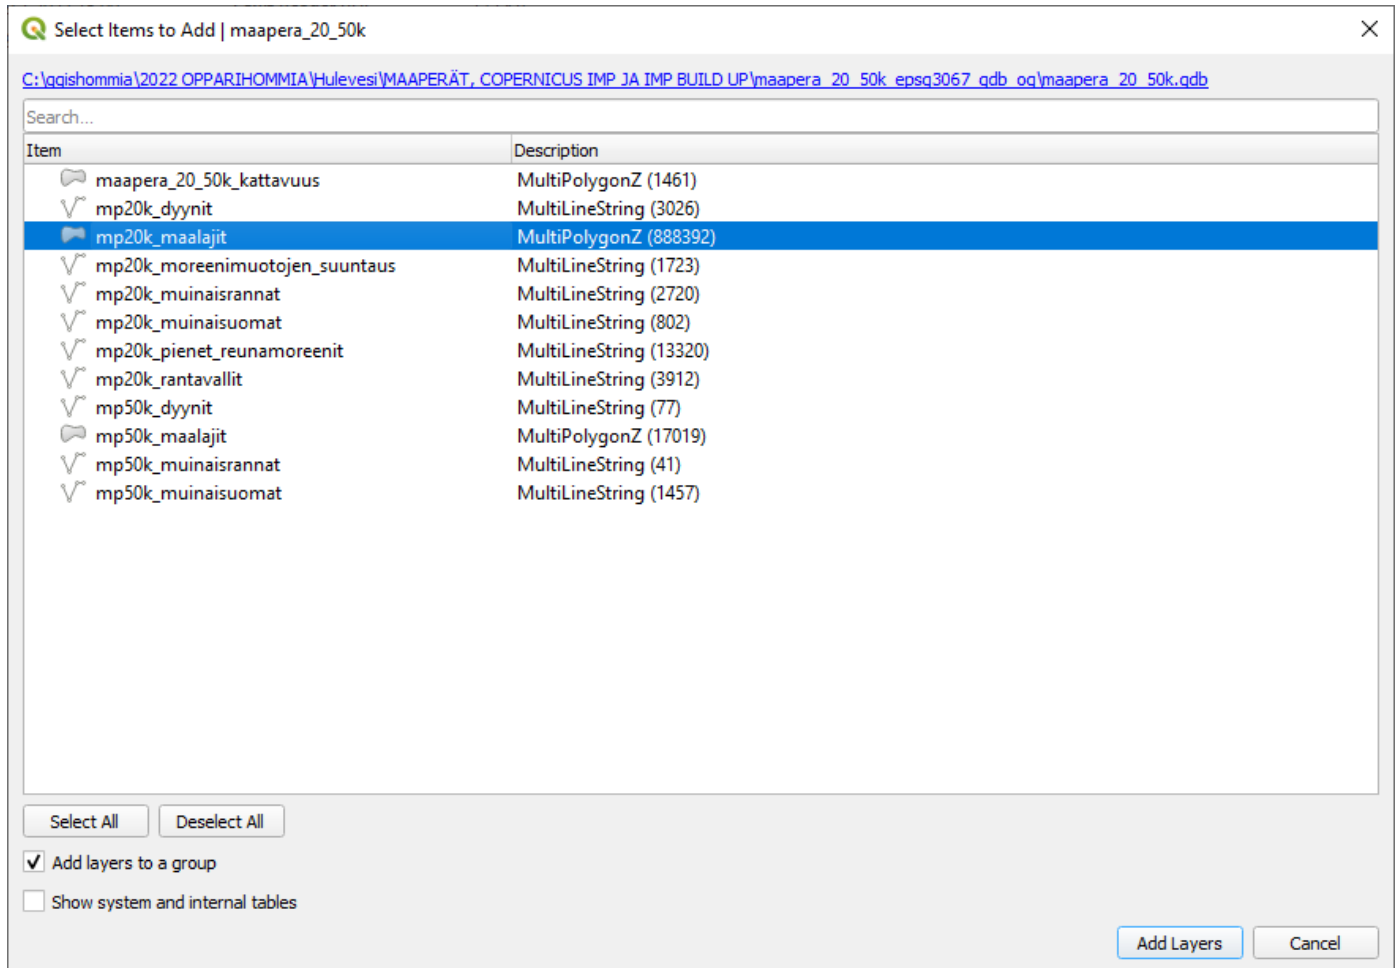 Select Items to Add | maapera_20_50k
C:\qgishommia\2022 OPPARIHOMMIA\Hulevesi\MAAPERÄT, COPERNICUS IMP JA IMP BUILD UP\maapera_20_50k_epsg3067_gdb_og\maapera_20_50k.gdb
Search...
Item Description
maapera_20_50k_kattavuus MultiPolygonZ (1461)
mp20k_dyynit MultiLineString (3026)
mp20k_maalajit MultiPolygonZ (888392)
mp20k_moreenimuotojen_suuntaus MultiLineString (1723)
mp20k_muinaisrannat MultiLineString (2720)
mp20k_muinaisuomat MultiLineString (802)
mp20k_pienet_reunamoreenit MultiLineString (13320)
mp20k_rantavallit MultiLineString (3912)
mp50k_dyynit MultiLineString (77)
mp50k_maalajit MultiPolygonZ (17019)
mp50k_muinaisrannat MultiLineString (41)
mp50k_muinaisuomat MultiLineString (1457)
Select All Deselect All
Add layers to a group
Show system and internal tables
Add Layers Cancel